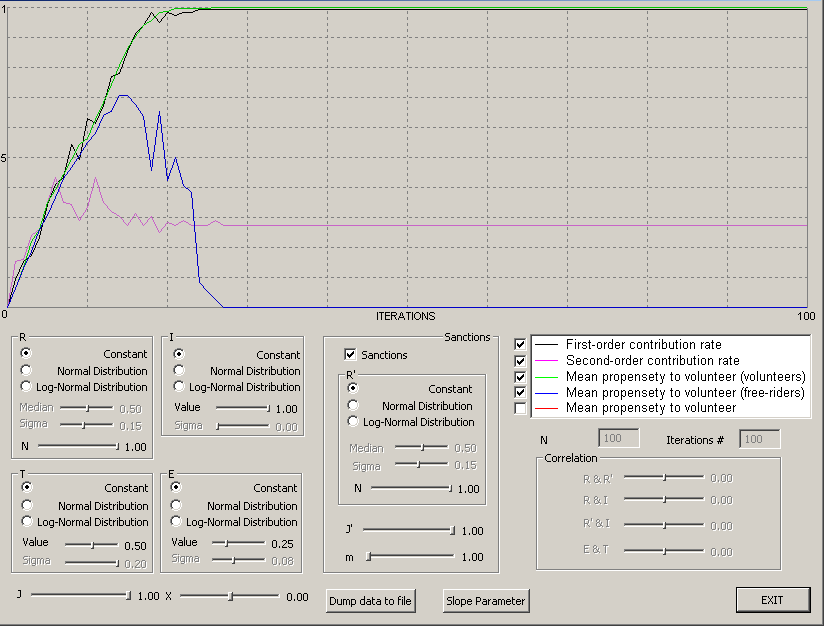 1
5
0
ITERATIONS
100
R
Constant
Normal Distribution
Log-Normal Distribution
Median 0.50
Sigma 0.15
N 1.00
I
Constant
Normal Distribution
Log-Normal Distribution
Value 1.00
Sigma 0.00
Sanctions
Sanctions
R'
Constant
Normal Distribution
Log-Normal Distribution
Median 0.50
Sigma 0.15
N 1.00
J' 1.00
m 1.00
First-order contribution rate
Second-order contribution rate
Mean propensety to volunteer (volunteers)
Mean propensety to volunteer (free-riders)
Mean propensety to volunteer
N 100 Iterations # 100
Correlation
R & R' 0.00
R & I 0.00
R' & I 0.00
E & T 0.00
T
Constant
Normal Distribution
Log-Normal Distribution
Value 0.50
Sigma 0.20
E
Constant
Normal Distribution
Log-Normal Distribution
Value 0.25
Sigma 0.08
J 1.00 X 0.00
Dump data to file
Slope Parameter
EXIT